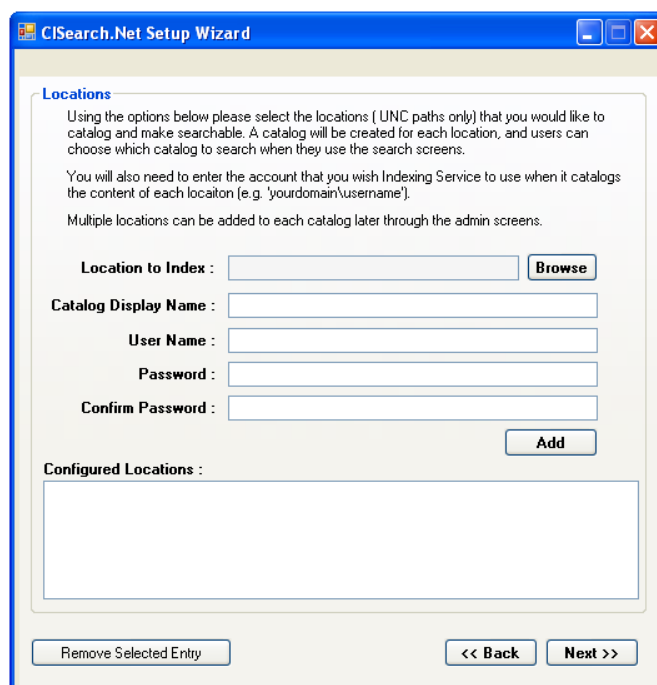 CISearch.Net Setup Wizard
Locations
Using the options below please select the locations ( UNC paths only) that you would like to
catalog and make searchable. A catalog will be created for each location, and users can
choose which catalog to search when they use the search screens.
You will also need to enter the account that you wish Indexing Service to use when it catalogs
the content of each locaiton (e.g. 'yourdomain\username').
Multiple locations can be added to each catalog later through the admin screens.
Location to Index : Browse
Catalog Display Name :
User Name :
Password :
Confirm Password :
Add
Configured Locations :
Remove Selected Entry << Back Next >>